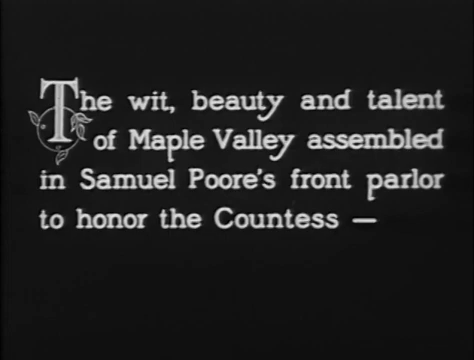 The wit, beauty and talent
of Maple Valley assembled
in Samuel Poore's front parlor
to honor the Countess —